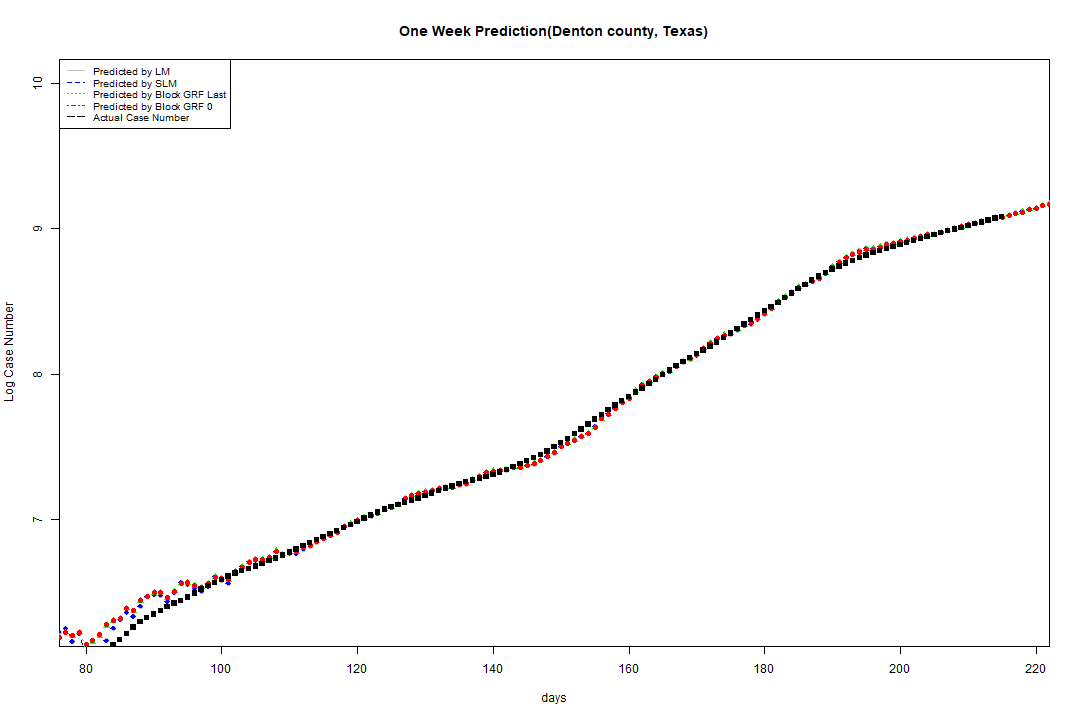 One Week Prediction(Denton county, Texas)
Predicted by LM
Predicted by SLM
Predicted by Block GRF Last
Predicted by Block GRF 0
Actual Case Number
10
9
8
7
Log Case Number
80 100 120 140 160 180 200 220
days